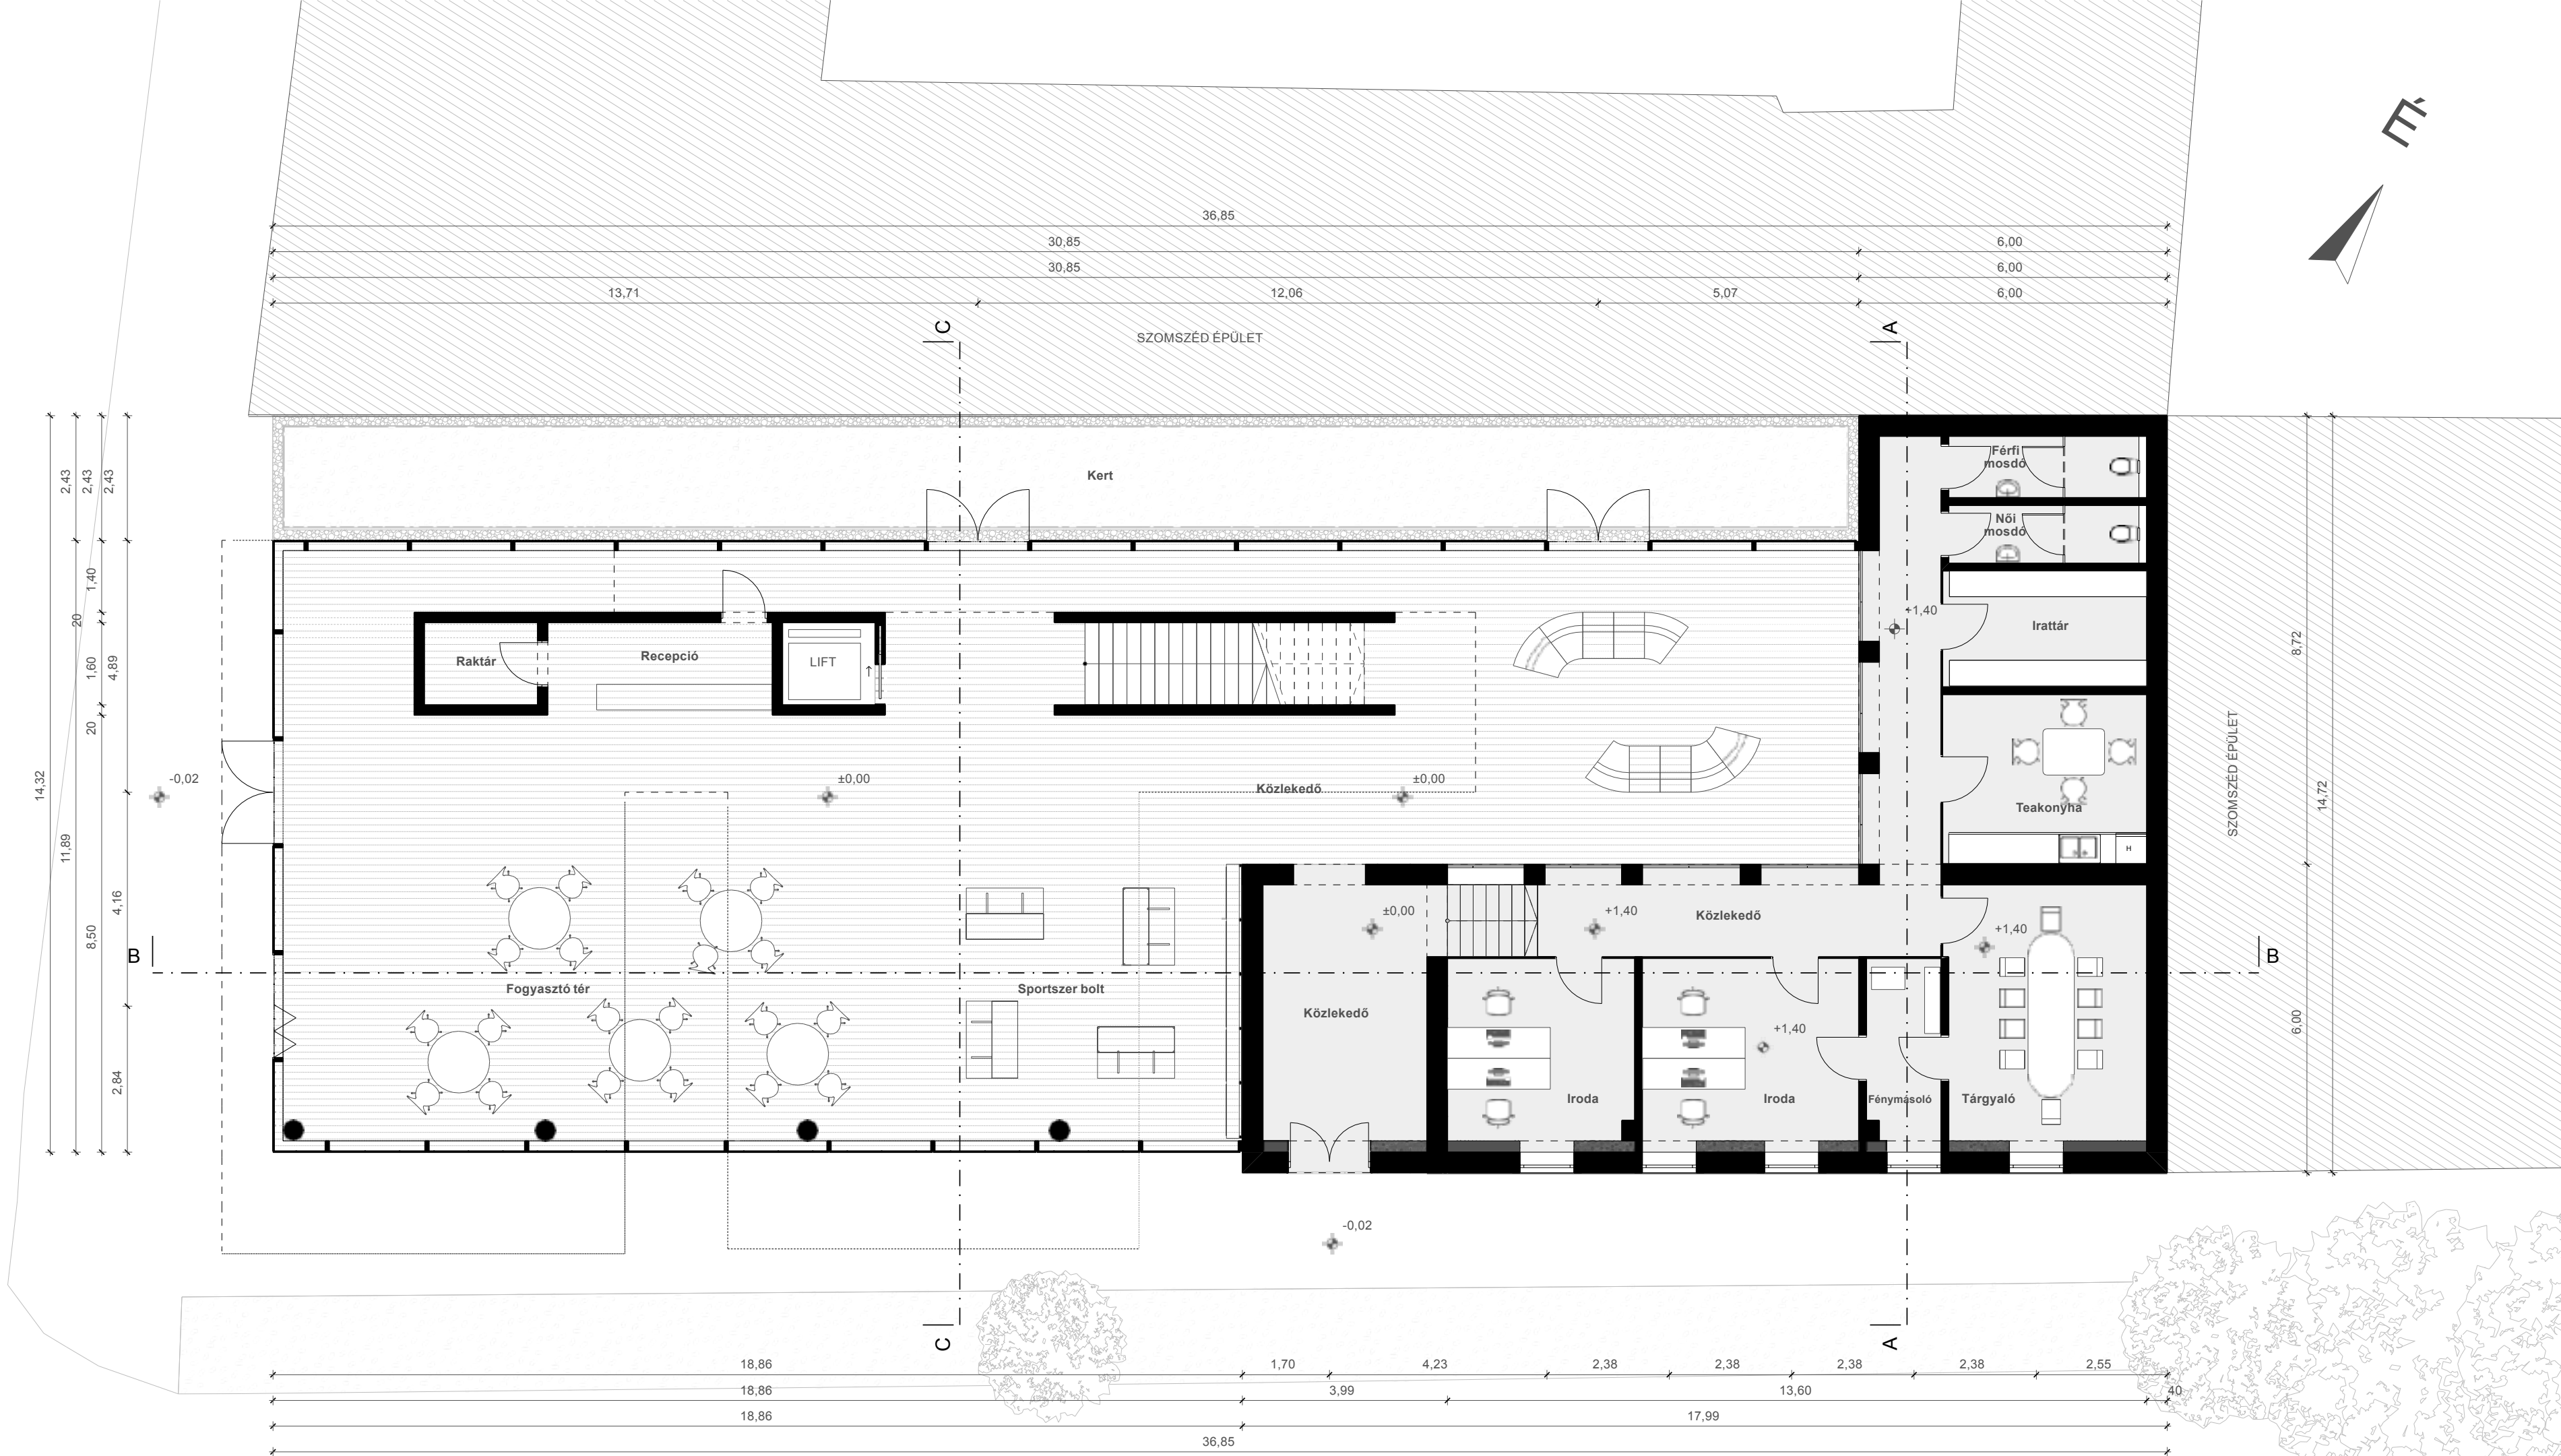 É
36,85
30,85
6,00
30,85
6,00
13,71
12,06
5,07
6,00
C
A
SZOMSZÉD ÉPÜLET
2,43
2,43
2,43
Kert
Férfi
mosdó
Női
mosdó
1,40
20
+1,40
Irattár
8,72
1,60
4,89
Raktár
Recepció
LIFT
20
SZOMSZÉD ÉPÜLET
14,32
-0,02
±0,00
Közlekedő
±0,00
Teakonyha
14,72
11,89
H
4,16
8,50
±0,00
+1,40
Közlekedő
+1,40
B
B
Fogyasztó tér
Sportszer bolt
Közlekedő
+1,40
6,00
2,84
Iroda
Iroda
Fénymásoló
Tárgyaló
-0,02
C
A
18,86
1,70
4,23
2,38
2,38
2,38
2,38
2,55
18,86
3,99
13,60
40
18,86
17,99
36,85